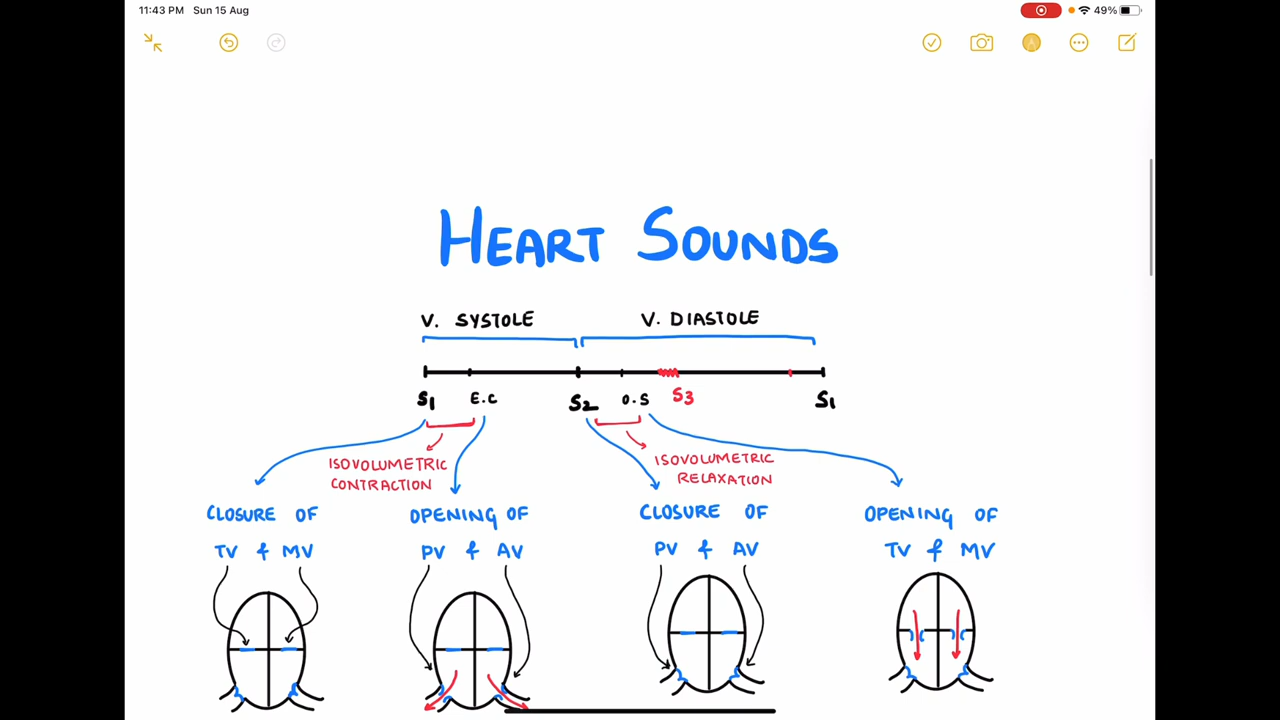 11:43 PM Sun 15 Aug 49%
HEART SOUNDS
V. SYSTOLE V. DIASTOLE
S1 E.C S2 O.S S3 S1
ISOVOLUMETRIC CONTRACTION
ISOVOLUMETRIC RELAXATION
CLOSURE OF
TV & MV
OPENING OF
PV & AV
CLOSURE OF
PV & AV
OPENING OF
TV & MV